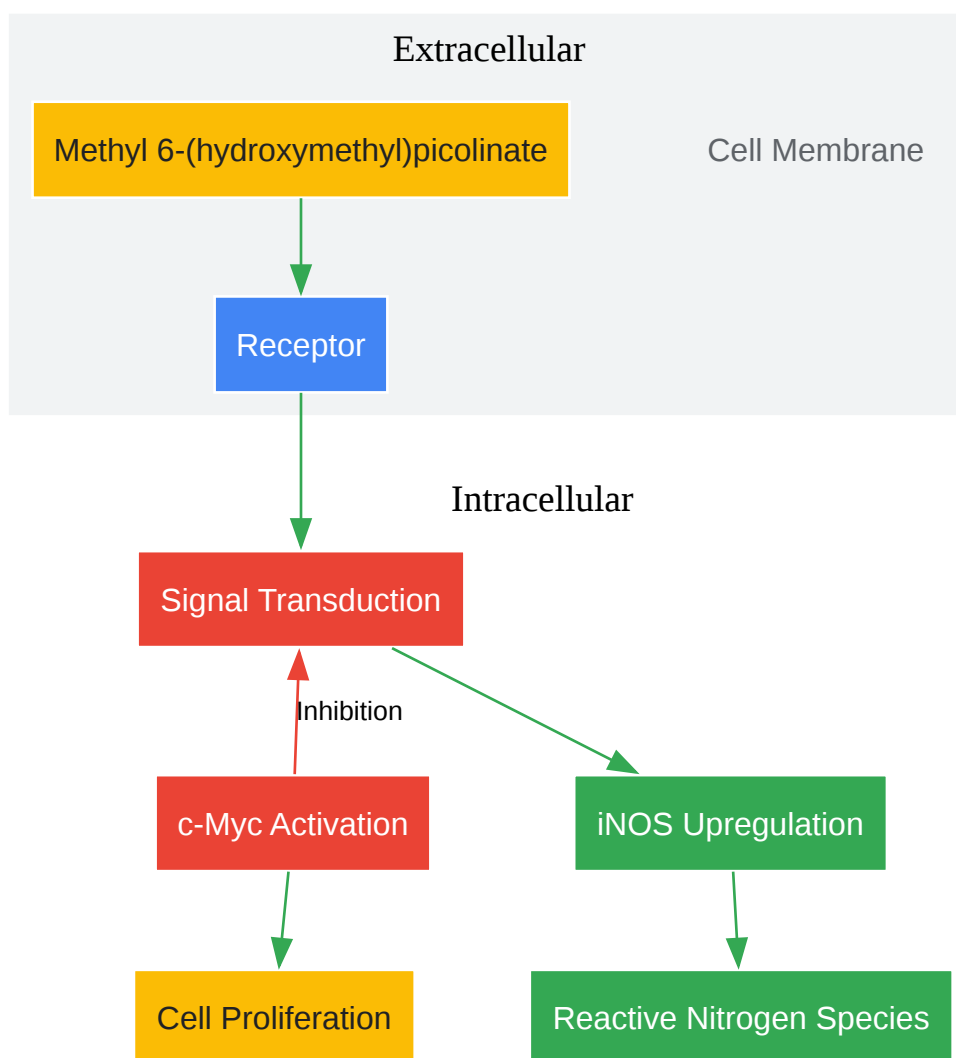 Extracellular
Methyl 6-(hydroxymethyl)picolinate
Cell Membrane
Receptor
Intracellular
Signal Transduction
Inhibition
c-Myc Activation
iNOS Upregulation
Cell Proliferation
Reactive Nitrogen Species